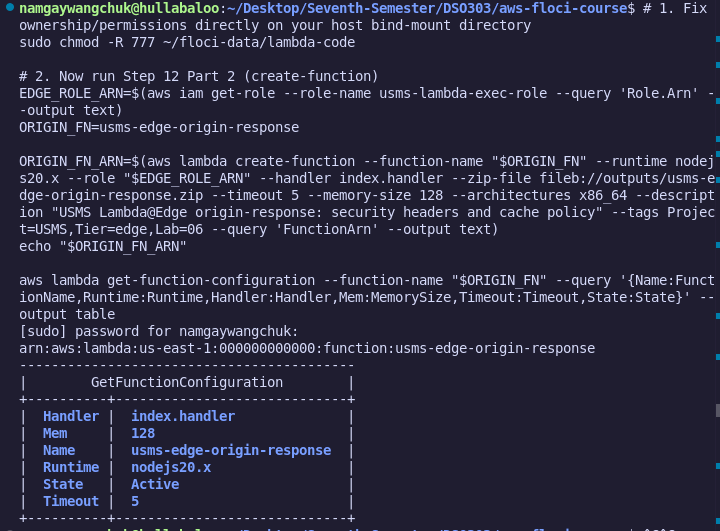 namgaywangchuk@hullabaloo:~/Desktop/Seventh-Semester/DSO303/aws-floci-course$ # 1. Fix
ownership/permissions directly on your host bind-mount directory
sudo chmod -R 777 ~/floci-data/lambda-code

# 2. Now run Step 12 Part 2 (create-function)
EDGE_ROLE_ARN=$(aws iam get-role --role-name usms-lambda-exec-role --query 'Role.Arn' -
-output text)
ORIGIN_FN=usms-edge-origin-response

ORIGIN_FN_ARN=$(aws lambda create-function --function-name "$ORIGIN_FN" --runtime nodej
s20.x --role "$EDGE_ROLE_ARN" --handler index.handler --zip-file fileb://outputs/usms-e
dge-origin-response.zip --timeout 5 --memory-size 128 --architectures x86_64 --descript
ion "USMS Lambda@Edge origin-response: security headers and cache policy" --tags Projec
t=USMS,Tier=edge,Lab=06 --query 'FunctionArn' --output text)
echo "$ORIGIN_FN_ARN"

aws lambda get-function-configuration --function-name "$ORIGIN_FN" --query '{Name:Funct
ionName,Runtime:Runtime,Handler:Handler,Mem:MemorySize,Timeout:Timeout,State:State}' --
output table
[sudo] password for namgaywangchuk:
arn:aws:lambda:us-east-1:000000000000:function:usms-edge-origin-response
------------------------------------------
|        GetFunctionConfiguration        |
+----------+-----------------------------+
|  Handler |  index.handler              |
|  Mem     |  128                        |
|  Name    |  usms-edge-origin-response  |
|  Runtime |  nodejs20.x                 |
|  State   |  Active                     |
|  Timeout |  5                          |
+----------+-----------------------------+